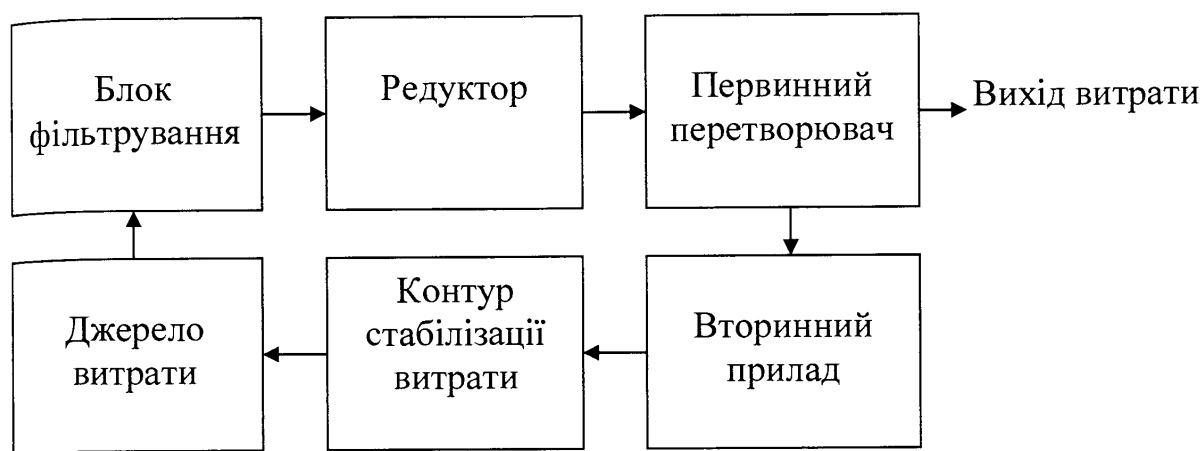 Блок
фільтрування
Редуктор
Первинний
перетворювач
Вихід витрати
Джерело
витрати
Контур
стабілізації
витрати
Вторинний
прилад